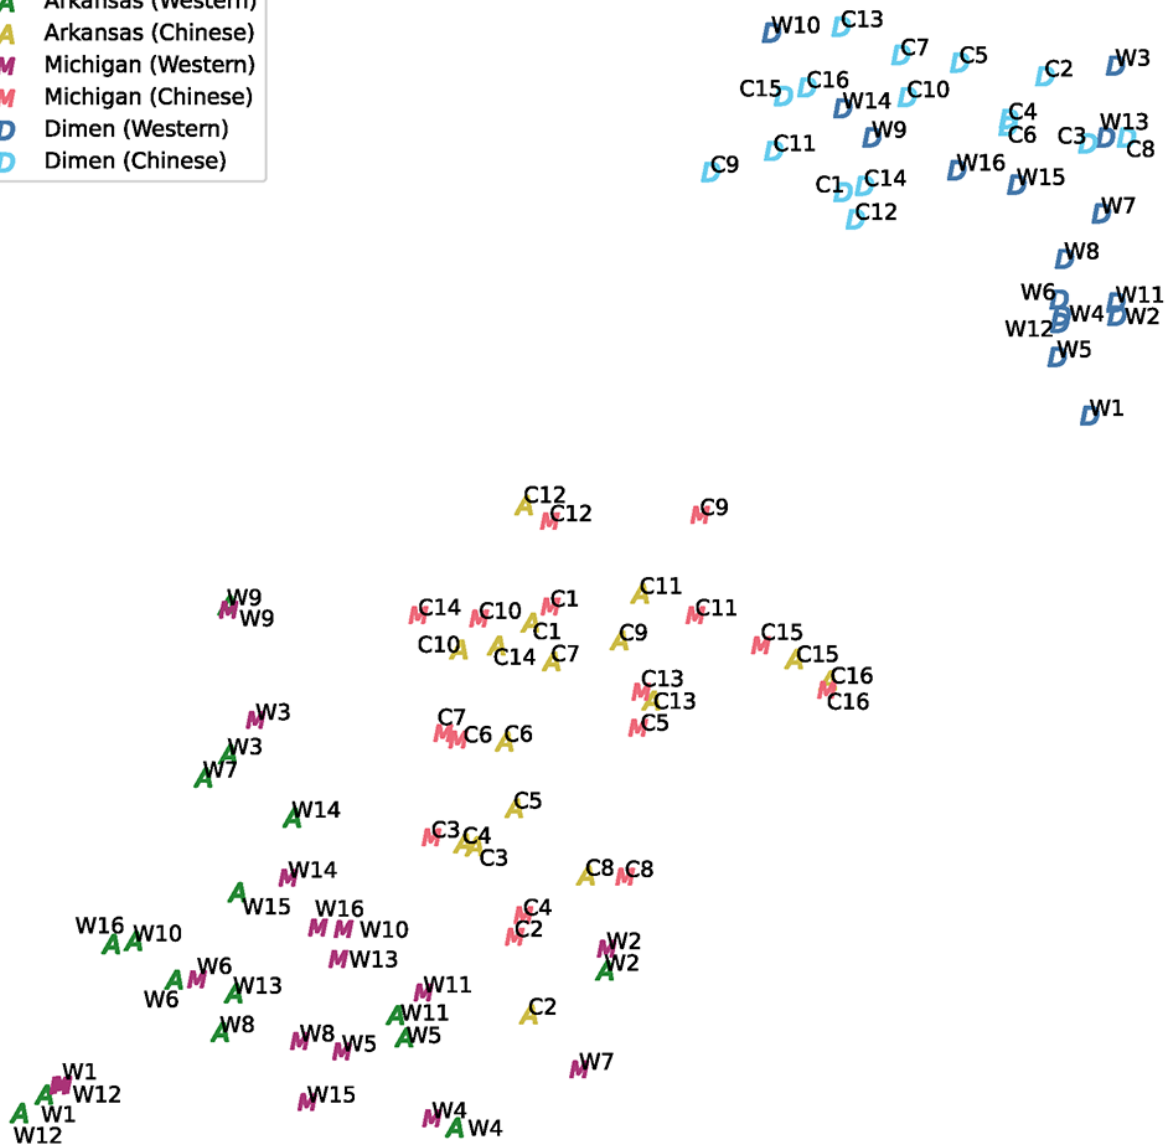 A Arkansas (Western)
A Arkansas (Chinese)
M Michigan (Western)
M Michigan (Chinese)
D Dimen (Western)
D Dimen (Chinese)
D W10 D C13
D C7 D C5 D C2 D W3
C15 D D C16 D W14 D C10
D C4 W13
D W9 D C6 C3 D D D C8
D C11
D C9 C1 D D C14 D W16 D W15
D C12 D W7
D W8
W6 D D W11
W12 D D W4 D W2
D W5
D W1
A C12
M C12 M C9
A W9
M W9
M C14 M C10 M C1 A C11 M C11
C10 A A C14 A C1 A C7 A C9 M C15
A C15
M C13 A C16
A C13 M C16
M W3 M C7 M C6 A C6 M C5
A W3
A W7
A W14 A C5
M C3 A C4 A C3
M W14 A C8 M C8
A W15
W16 A A W10 M W16 M W10 M C4
M C2
M W13 M W2
A W2
W6 A M W6 A W13 M W11
A W11 A C2
A W8 M W8 M W5 A W5
M W7
M W1
M W12
A W1 M W15
A W12 M W4 A W4